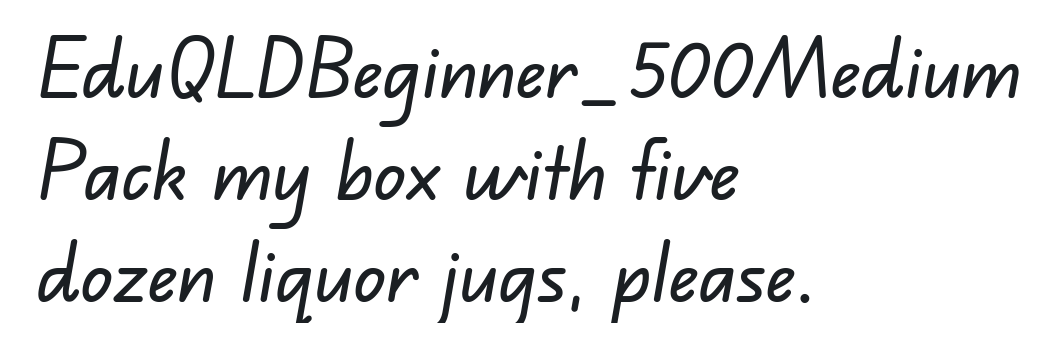 EduQLDBeginner_500Medium
Pack my box with five
dozen liquor jugs, please.